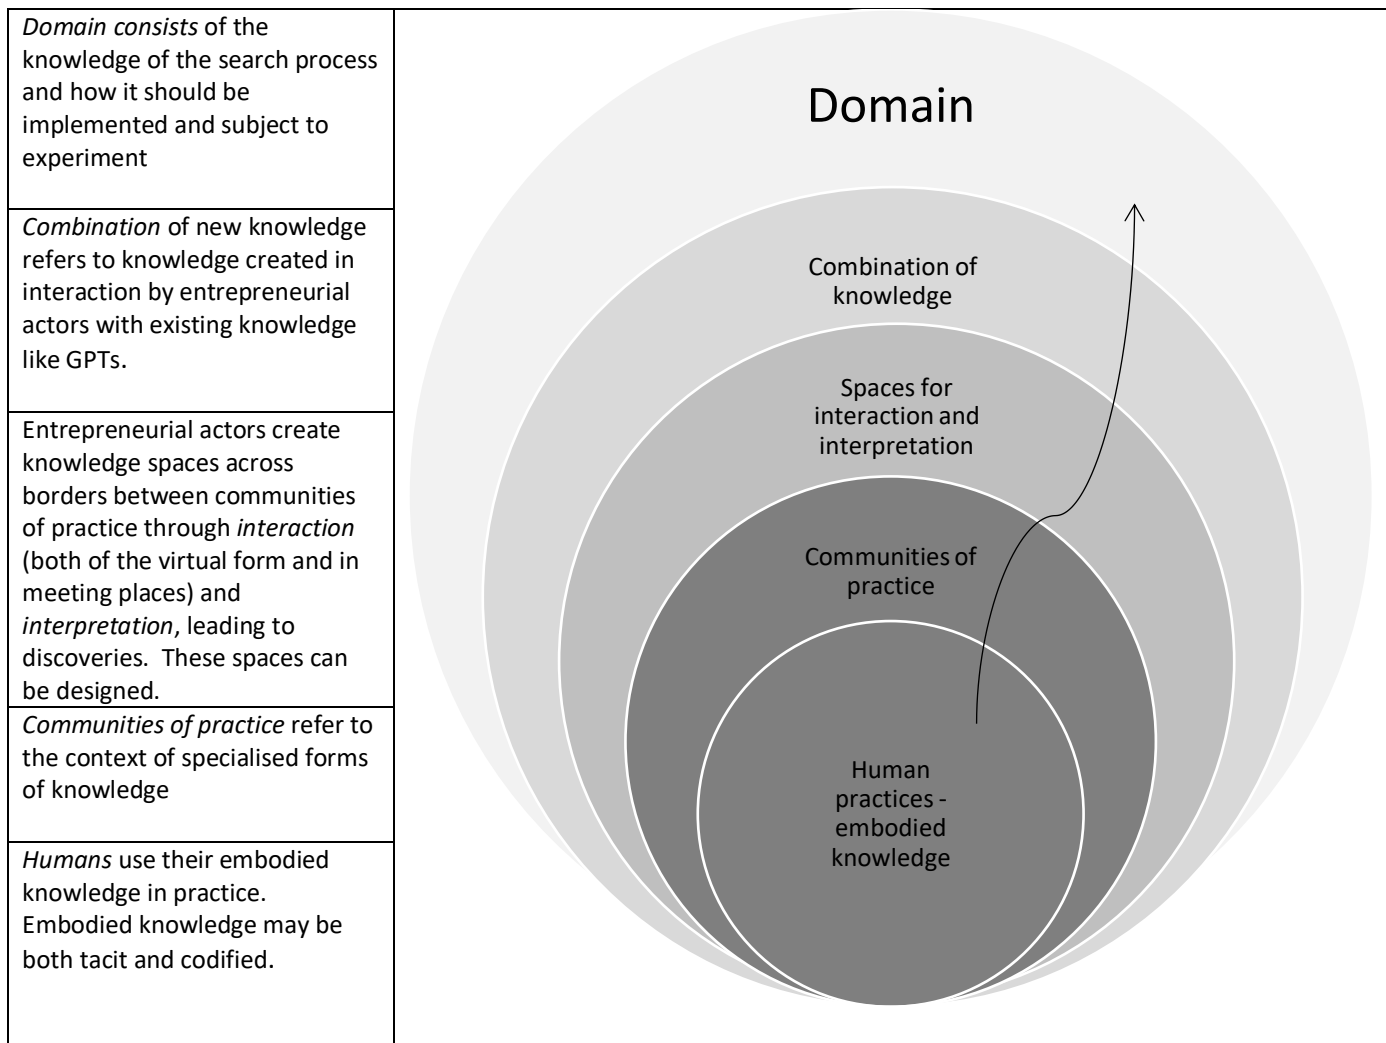 Domain consists of the
knowledge of the search process
and how it should be
implemented and subject to
experiment
Combination of new knowledge
refers to knowledge created in
interaction by entrepreneurial
actors with existing knowledge
like GPTs.
Entrepreneurial actors create
knowledge spaces across
borders between communities
of practice through interaction
(both of the virtual form and in
meeting places) and
interpretation, leading to
discoveries.  These spaces can
be designed.
Communities of practice refer to
the context of specialised forms
of knowledge
Humans use their embodied
knowledge in practice.
Embodied knowledge may be
both tacit and codified.
Domain
Combination of
knowledge
Spaces for
interaction and
interpretation
Communities of
practice
Human
practices -
embodied
knowledge